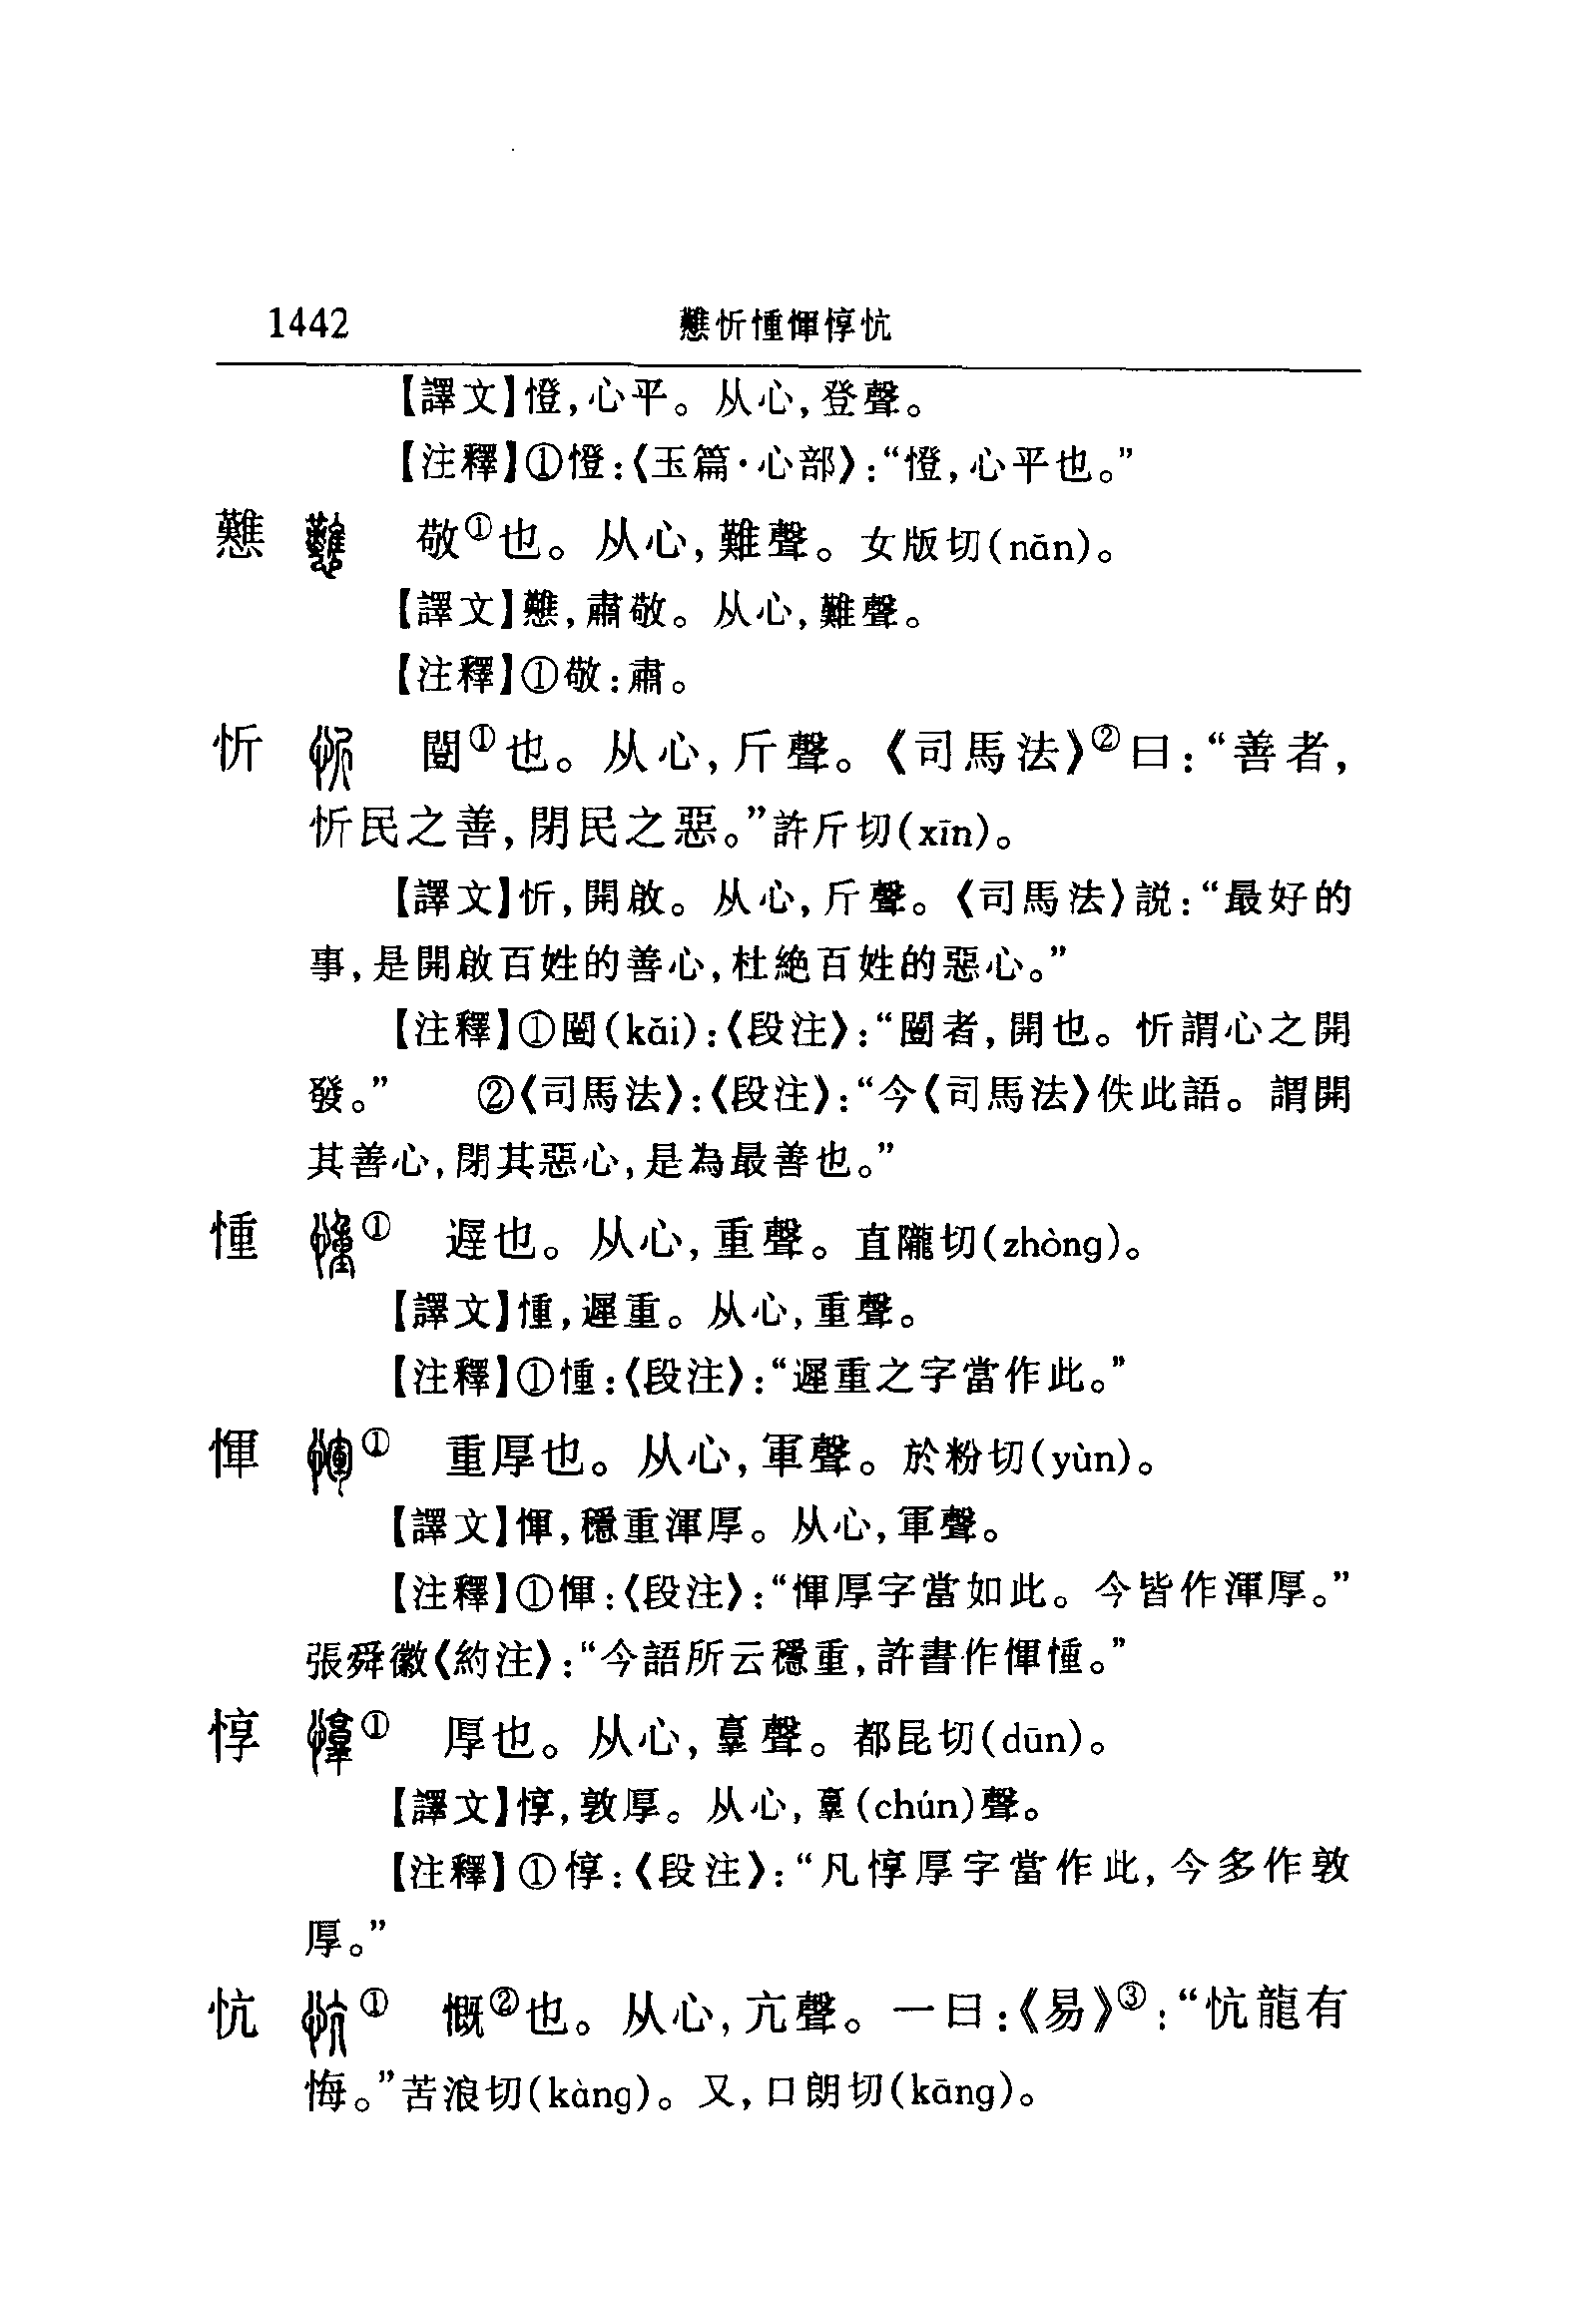 1442 戁忻㣫惲惇忼
【譯文】憕,心平。从心,登聲。
【注釋】①憕:《玉篇·心部》:“憕,心平也。”
戁 敬①也。从心,難聲。女版切(nǎn)。
【譯文】戁,肅敬。从心,難聲。
【注釋】①敬:肅。
忻 闓①也。从心,斤聲。《司馬法》②曰:“善者,
忻民之善,閉民之惡。”許斤切(xīn)。
【譯文】忻,開啟。从心,斤聲。《司馬法》説:“最好的
事,是開啟百姓的善心,杜絶百姓的惡心。”
【注釋】①闓(kǎi):《段注》:“闓者,開也。忻謂心之開
發。” ②《司馬法》:《段注》:“今《司馬法》佚此語。謂開
其善心,閉其惡心,是為最善也。”
㣫 ① 遟也。从心,重聲。直隴切(zhòng)。
【譯文】㣫,遲重。从心,重聲。
【注釋】①㣫:《段注》:“遲重之字當作此。”
惲 ① 重厚也。从心,軍聲。於粉切(yùn)。
【譯文】惲,穩重渾厚。从心,軍聲。
【注釋】①惲:《段注》:“惲厚字當如此。今皆作渾厚。”
張舜徽《約注》:“今語所云穩重,許書作惲㣫。”
惇 ① 厚也。从心,𦎧聲。都昆切(dūn)。
【譯文】惇,敦厚。从心,𦎧(chún)聲。
【注釋】①惇:《段注》:“凡惇厚字當作此,今多作敦
厚。”
忼 ① 慨②也。从心,亢聲。一曰:《易》③:“忼龍有
悔。”苦浪切(kàng)。又,口朗切(kāng)。